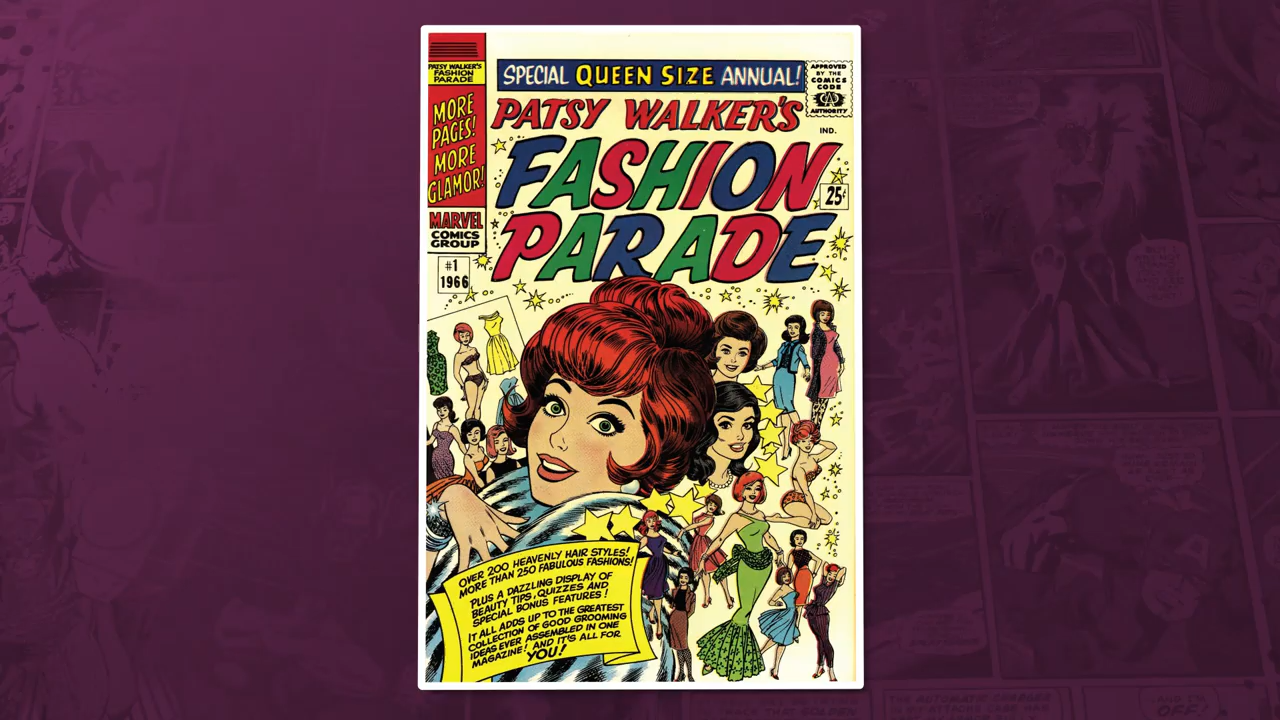 PATSY WALKER'S
FASHION
PARADE
MORE
PAGES!
MORE
GLAMOR!
MARVEL
COMICS
GROUP
#1
1966
SPECIAL QUEEN SIZE ANNUAL!
APPROVED
BY THE
COMICS
CODE
CA
AUTHORITY
IND.
PATSY WALKER'S
FASHION
PARADE
25¢
OVER 200 HEAVENLY HAIR STYLES!
MORE THAN 250 FABULOUS FASHIONS!
PLUS A DAZZLING DISPLAY OF
BEAUTY TIPS, QUIZZES AND
SPECIAL BONUS FEATURES!
IT ALL ADDS UP TO THE GREATEST
COLLECTION OF GOOD GROOMING
IDEAS EVER ASSEMBLED IN ONE
MAGAZINE! AND IT'S ALL FOR
YOU!
AND I'M
OFF!